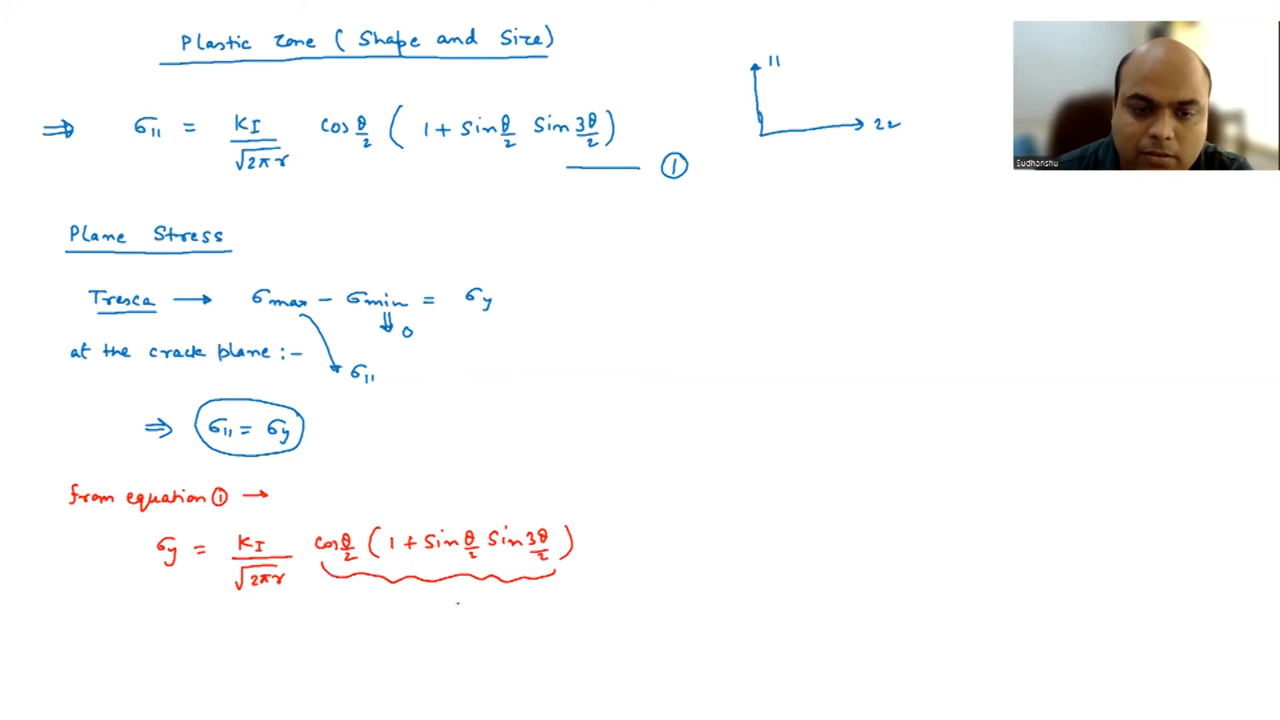 Plastic Zone (Shape and Size)
11
22
⇒ σ11 = KI/√2πr cos θ/2 (1 + Sin θ/2 Sin 3θ/2)
①
Sudhanshu
Plane Stress
Tresca → σmax − σmin = σy
⇓ 0
at the crack plane :-
σ11
⇒ σ11 = σy
from equation ① →
σy = KI/√2πr cos θ/2 (1 + Sin θ/2 Sin 3θ/2)